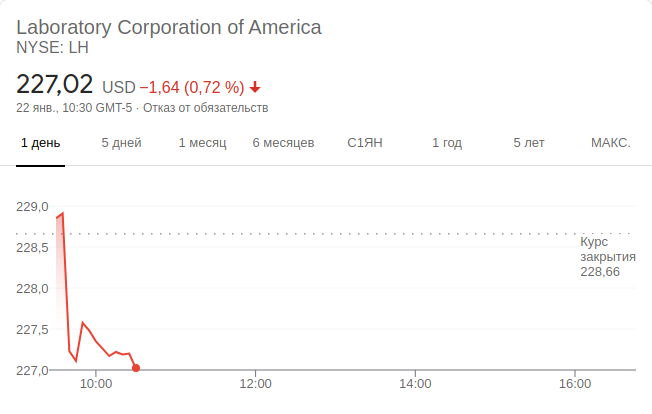 Laboratory Corporation of America
NYSE: LH
227,02 USD −1,64 (0,72 %)
22 янв., 10:30 GMT-5 · Отказ от обязательств
1 день 5 дней 1 месяц 6 месяцев С1ЯН 1 год 5 лет МАКС.
229,0
Курс
228,5
закрытия
228,66
228,0
227,5
227,0
10:00 12:00 14:00 16:00